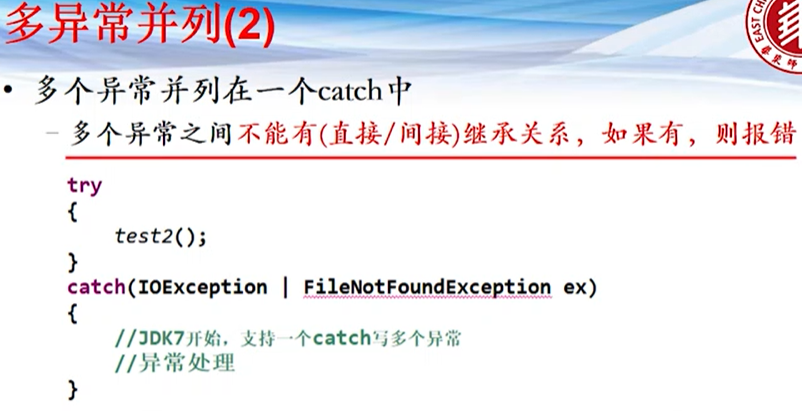 多异常并列(2)
EAST CH
• 多个异常并列在一个catch中
– 多个异常之间不能有(直接/间接)继承关系，如果有，则报错
try
{
test2();
}
catch(IOException | FileNotFoundException ex)
{
//JDK7开始，支持一个catch写多个异常
//异常处理
}